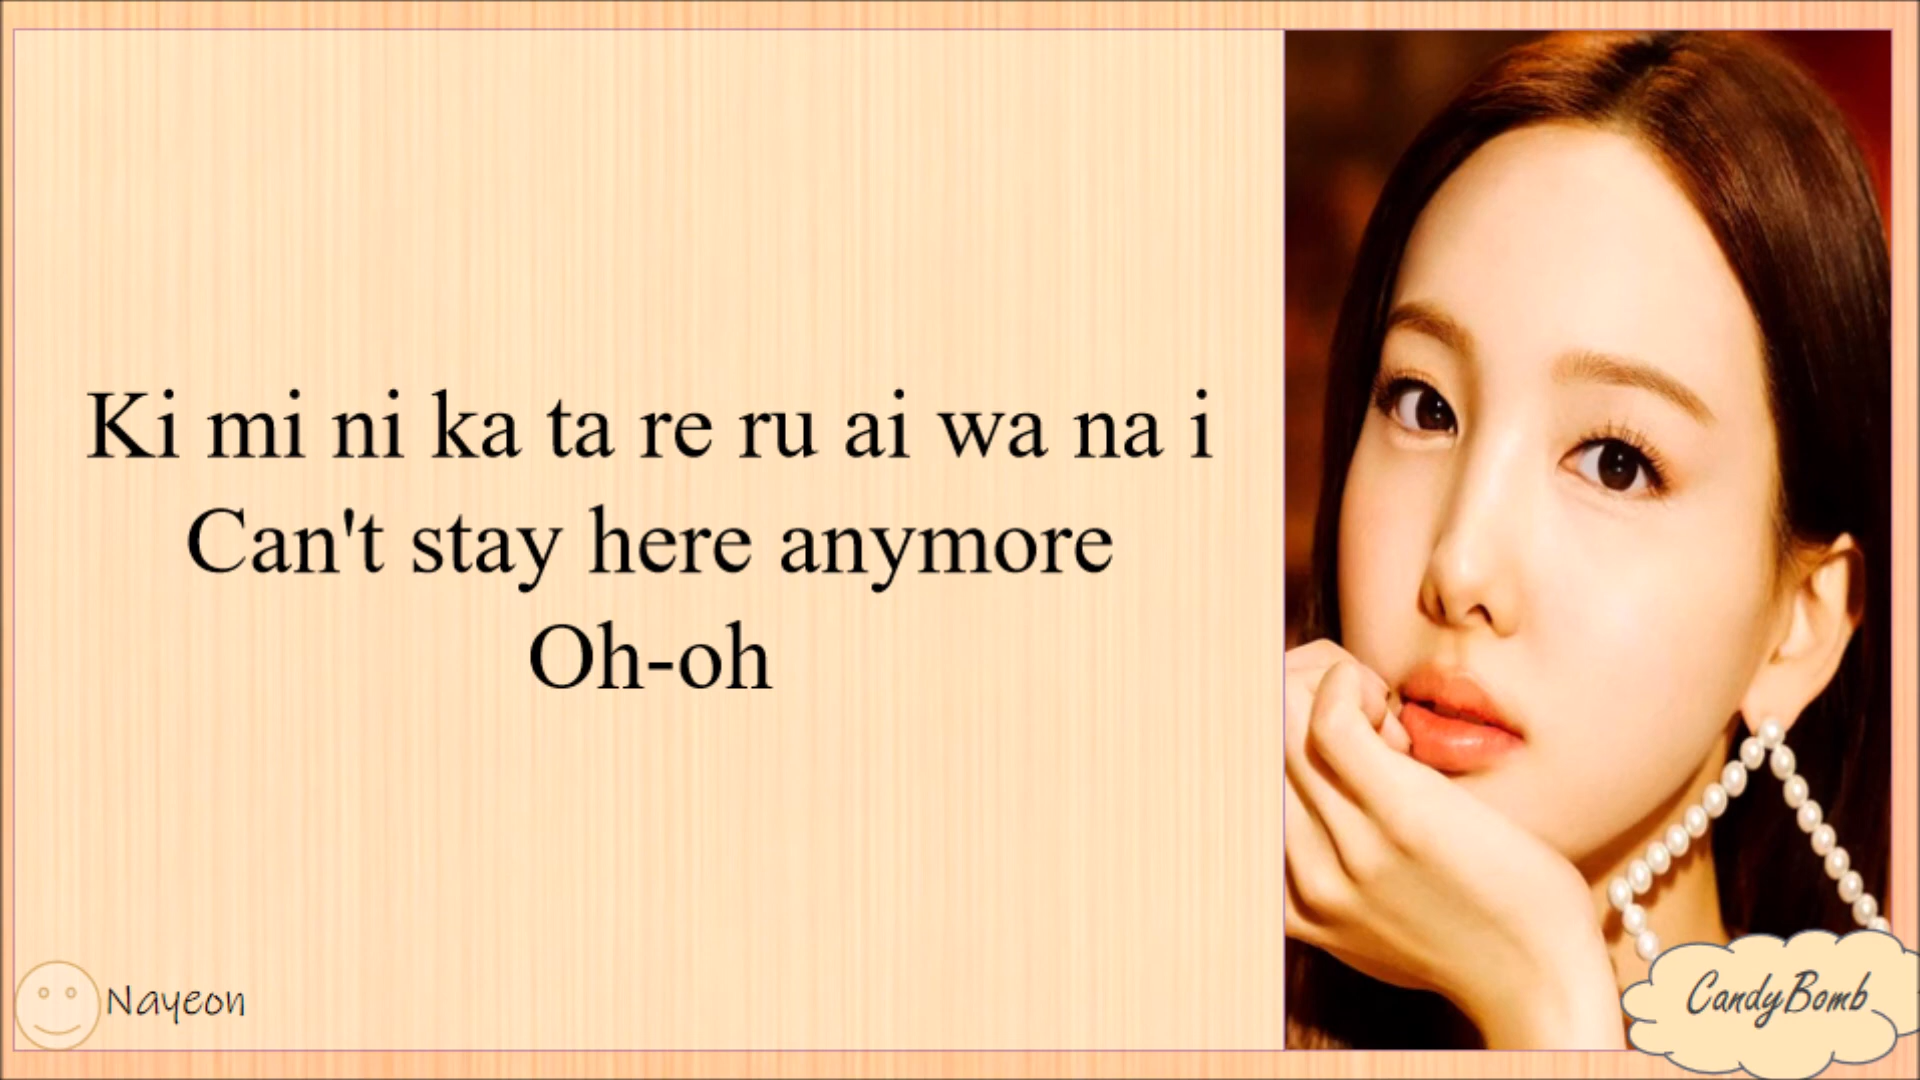 Ki mi ni ka ta re ru ai wa na i
Can't stay here anymore
Oh-oh
Nayeon
CandyBomb